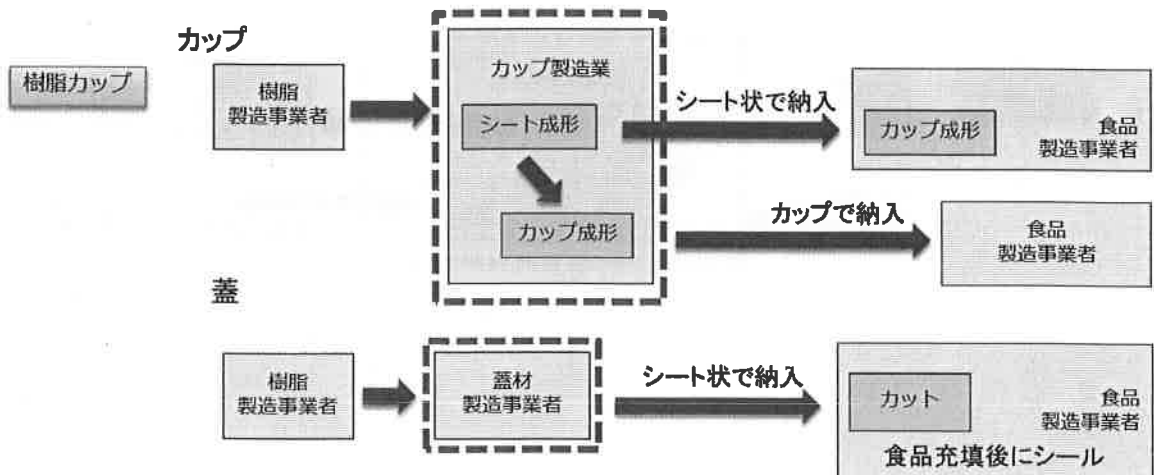 カップ
樹脂カップ
樹脂
製造事業者
カップ製造業
シート成形
カップ成形
シート状で納入
カップ成形
食品
製造事業者
カップで納入
食品
製造事業者
蓋
樹脂
製造事業者
蓋材
製造事業者
シート状で納入
カット
食品
製造事業者
食品充填後にシール